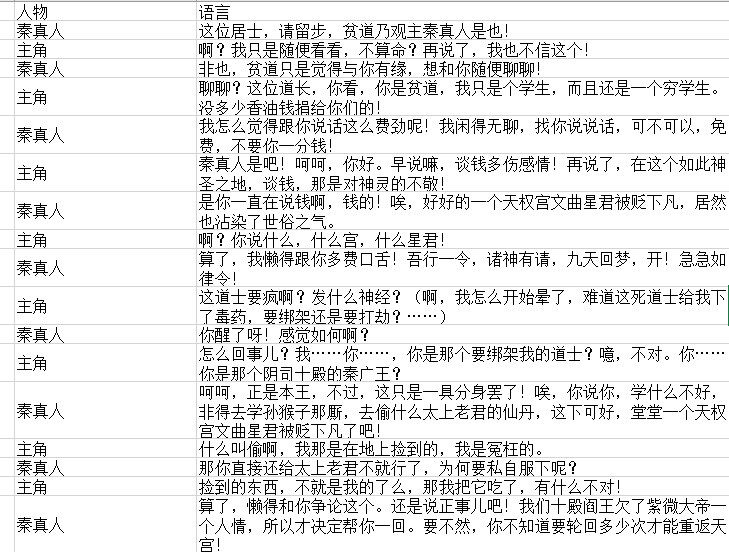 人物	语言
秦真人	这位居士，请留步，贫道乃观主秦真人是也！
主角	啊？我只是随便看看，不算命？再说了，我也不信这个！
秦真人	非也，贫道只是觉得与你有缘，想和你随便聊聊！
主角	聊聊？这位道长，你看，你是贫道，我只是个学生，而且还是一个穷学生。
没多少香油钱捐给你们的！
秦真人	我怎么觉得跟你说话这么费劲呢！我闲得无聊，找你说说话，可不可以，免
费，不要你一分钱！
主角	秦真人是吧！呵呵，你好。早说嘛，谈钱多伤感情！再说了，在这个如此神
圣之地，谈钱，那是对神灵的不敬！
秦真人	是你一直在说钱啊，钱的！唉，好好的一个天权宫文曲星君被贬下凡，居然
也沾染了世俗之气。
主角	啊？你说什么，什么宫，什么星君！
秦真人	算了，我懒得跟你多费口舌！吾行一令，诸神有请，九天回梦，开！急急如
律令！
主角	这道士要疯啊？发什么神经？（啊，我怎么开始晕了，难道这死道士给我下
了毒药，要绑架还是要打劫？……）
秦真人	你醒了呀！感觉如何啊？
主角	怎么回事儿？我……你……，你是那个要绑架我的道士？噫，不对。你……
你是那个阴司十殿的秦广王？
秦真人	呵呵，正是本王，不过，这只是一具分身罢了！唉，你说你，学什么不好，
非得去学孙猴子那厮，去偷什么太上老君的仙丹，这下可好，堂堂一个天权
宫文曲星君被贬下凡了吧！
主角	什么叫偷啊，我那是在地上捡到的，我是冤枉的。
秦真人	那你直接还给太上老君不就行了，为何要私自服下呢？
主角	捡到的东西，不就是我的了么，那我把它吃了，有什么不对！
秦真人	算了，懒得和你争论这个。还是说正事儿吧！我们十殿阎王欠了紫微大帝一
个人情，所以才决定帮你一回。要不然，你不知道要轮回多少次才能重返天
宫！